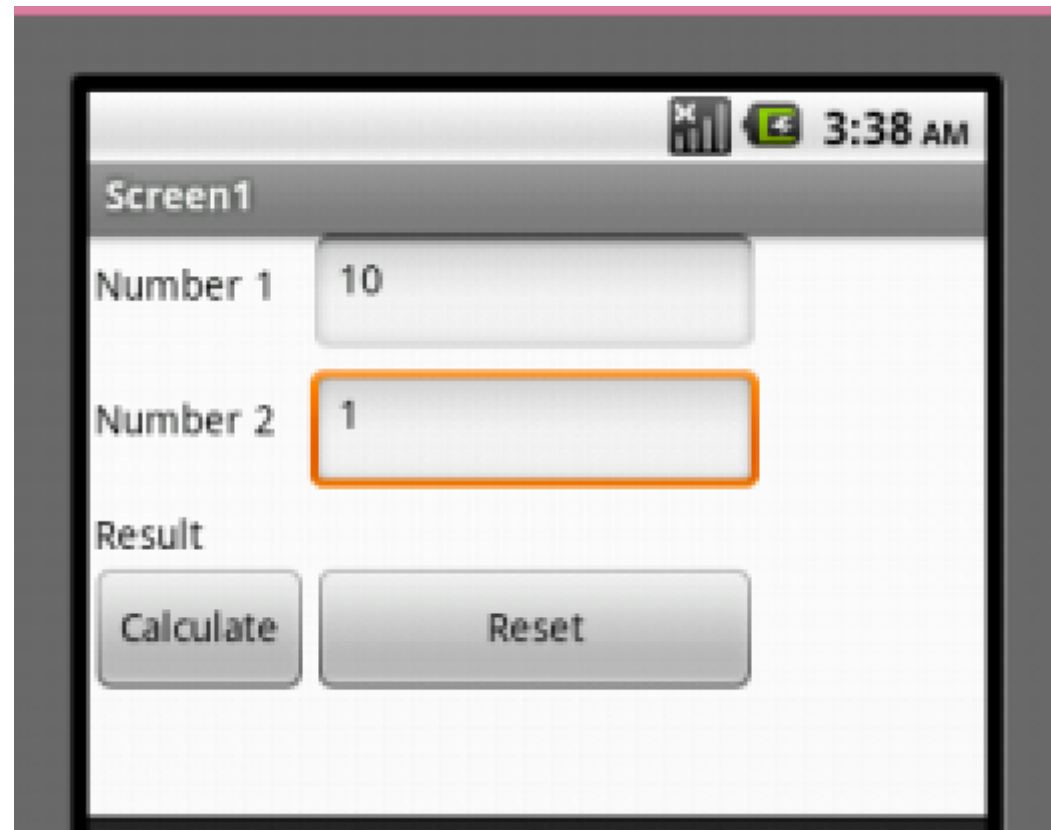 3:38 AM
Screen1
Number 1 10
Number 2 1
Result
Calculate Reset